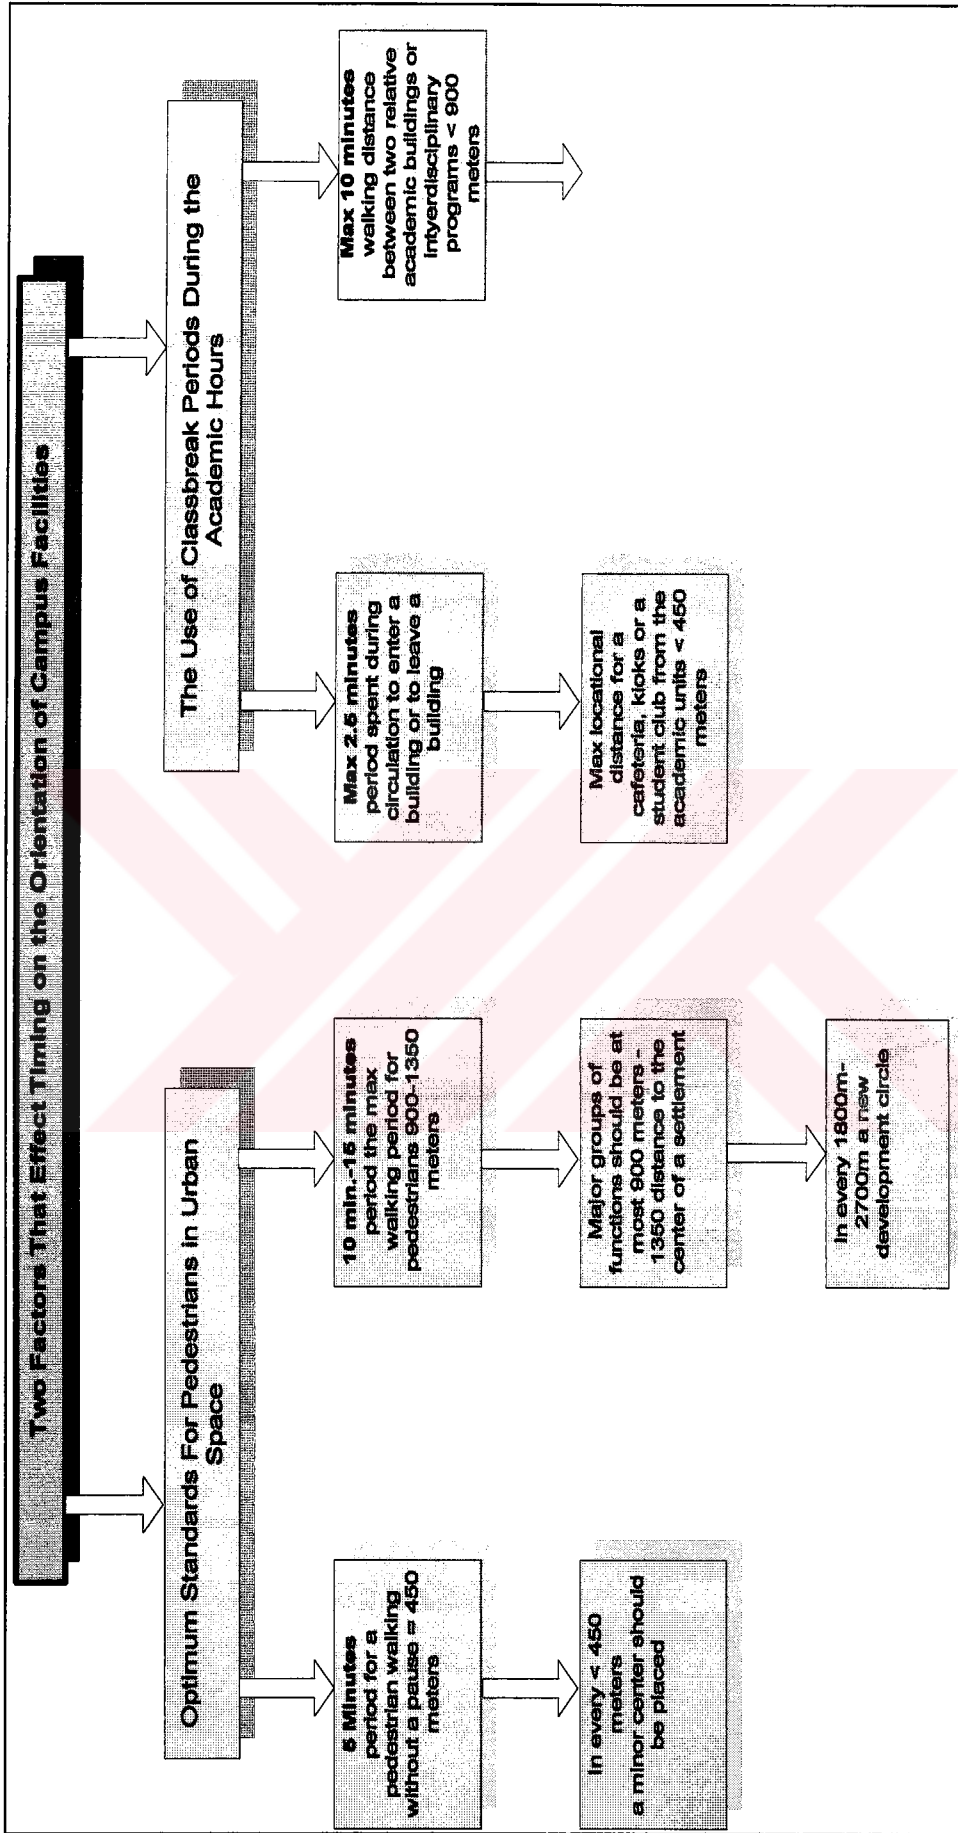 Two Factors That Effect Timing on the Orientation of Campus Facilities
Optimum Standards For Pedestrians in Urban
Space
5 Minutes
period for a
pedestrian walking
without a pause = 450
meters
In every < 450
meters
a minor center should
be placed
10 min.-15 minutes
period the max
walking period for
pedestrians 900-1350
meters
Major groups of
functions should be at
most 900 meters -
1350 distance to the
center of a settlement
In every 1800m-
2700m a new
development circle
The Use of Classbreak Periods During the
Academic Hours
Max 2.5 minutes
period spent during
circulation to enter a
building or to leave a
building
Max locational
distance for a
cafeteria, kioks or a
student club from the
academic units < 450
meters
Max 10 minutes
walking distance
between two relative
academic buildings or
intyerdisciplinary
programs < 900
meters